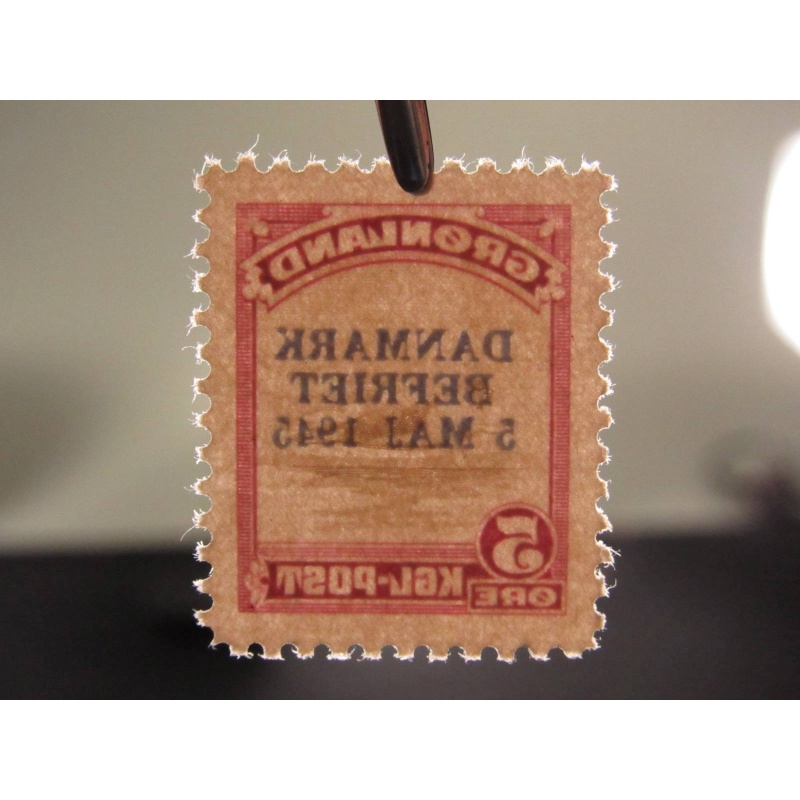 GRØNLAND
DANMARK
BEFRIET
5 MAJ 1945
5
ØRE KGL-POST